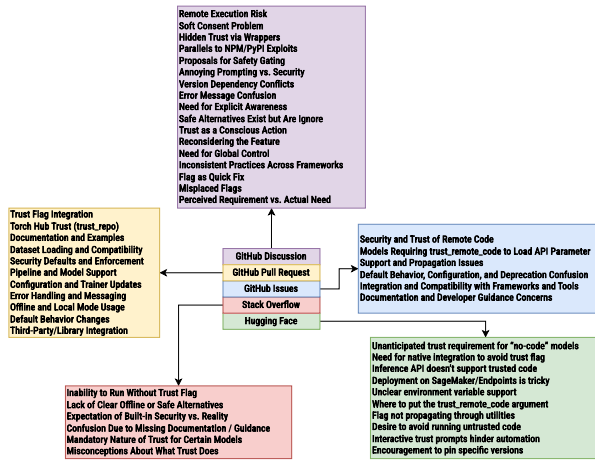 Remote Execution Risk
Soft Consent Problem
Hidden Trust via Wrappers
Parallels to NPM/PyPI Exploits
Proposals for Safety Gating
Annoying Prompting vs. Security
Version Dependency Conflicts
Error Message Confusion
Need for Explicit Awareness
Safe Alternatives Exist but Are Ignore
Trust as a Conscious Action
Reconsidering the Feature
Need for Global Control
Inconsistent Practices Across Frameworks
Flag as Quick Fix
Misplaced Flags
Perceived Requirement vs. Actual Need
Trust Flag Integration
Torch Hub Trust (trust_repo)
Documentation and Examples
Dataset Loading and Compatibility
Security Defaults and Enforcement
Pipeline and Model Support
Configuration and Trainer Updates
Error Handling and Messaging
Offline and Local Mode Usage
Default Behavior Changes
Third-Party/Library Integration
GitHub Discussion
GitHub Pull Request
GitHub Issues
Stack Overflow
Hugging Face
Security and Trust of Remote Code
Models Requiring trust_remote_code to Load API Parameter
Support and Propagation Issues
Default Behavior, Configuration, and Deprecation Confusion
Integration and Compatibility with Frameworks and Tools
Documentation and Developer Guidance Concerns
Inability to Run Without Trust Flag
Lack of Clear Offline or Safe Alternatives
Expectation of Built-in Security vs. Reality
Confusion Due to Missing Documentation / Guidance
Mandatory Nature of Trust for Certain Models
Misconceptions About What Trust Does
Unanticipated trust requirement for “no-code” models
Need for native integration to avoid trust flag
Inference API doesn't support trusted code
Deployment on SageMaker/Endpoints is tricky
Unclear environment variable support
Where to put the trust_remote_code argument
Flag not propagating through utilities
Desire to avoid running untrusted code
Interactive trust prompts hinder automation
Encouragement to pin specific versions